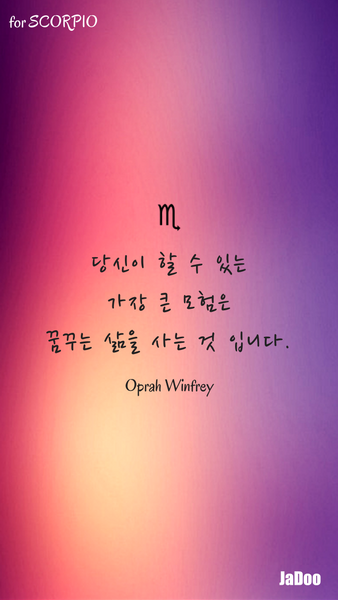 for SCORPIO
♏
당신이 할 수 있는
가장 큰 모험은
꿈꾸는 삶을 사는 것 입니다.
Oprah Winfrey
JaDoo